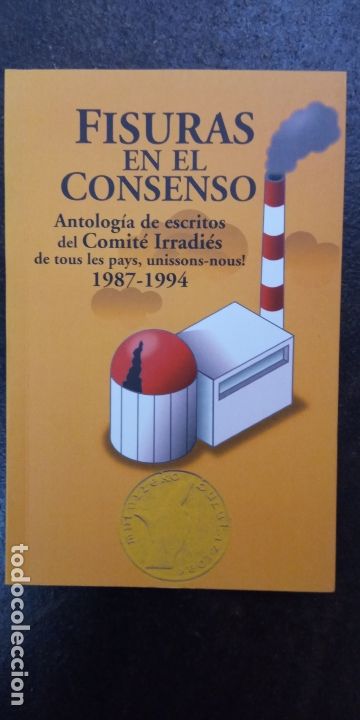 FISURAS
EN EL
CONSENSO
Antología de escritos
del Comité Irradiés
de tous les pays, unissons-nous!
1987-1994
todocoleccion